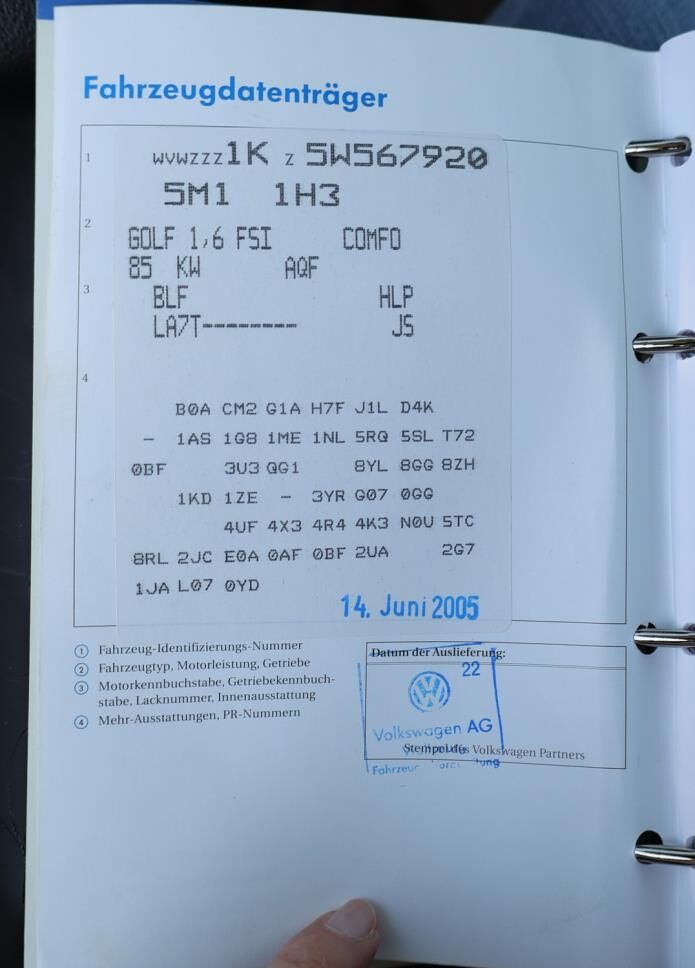 Fahrzeugdatenträger
1 WVWZZZ1K Z 5W567920
5M1 1H3
2
GOLF 1,6 FSI COMFO
85 KW AQF
3 BLF HLP
LA7T-------- JS
4
B0A CM2 G1A H7F J1L D4K
- 1AS 1G8 1ME 1NL 5RQ 5SL T72
0BF 3U3 QG1 8YL 8GG 8ZH
1KD 1ZE - 3YR G07 0GG
4UF 4X3 4R4 4K3 N0U 5TC
8RL 2JC E0A 0AF 0BF 2UA 2G7
1JA L07 0YD
14. Juni 2005
1 Fahrzeug-Identifizierungs-Nummer
2 Fahrzeugtyp, Motorleistung, Getriebe
3 Motorkennbuchstabe, Getriebekennbuch-
stabe, Lacknummer, Innenausstattung
4 Mehr-Ausstattungen, PR-Nummern
Datum der Auslieferung:
22
Volkswagen AG
Stempel des Volkswagen Partners